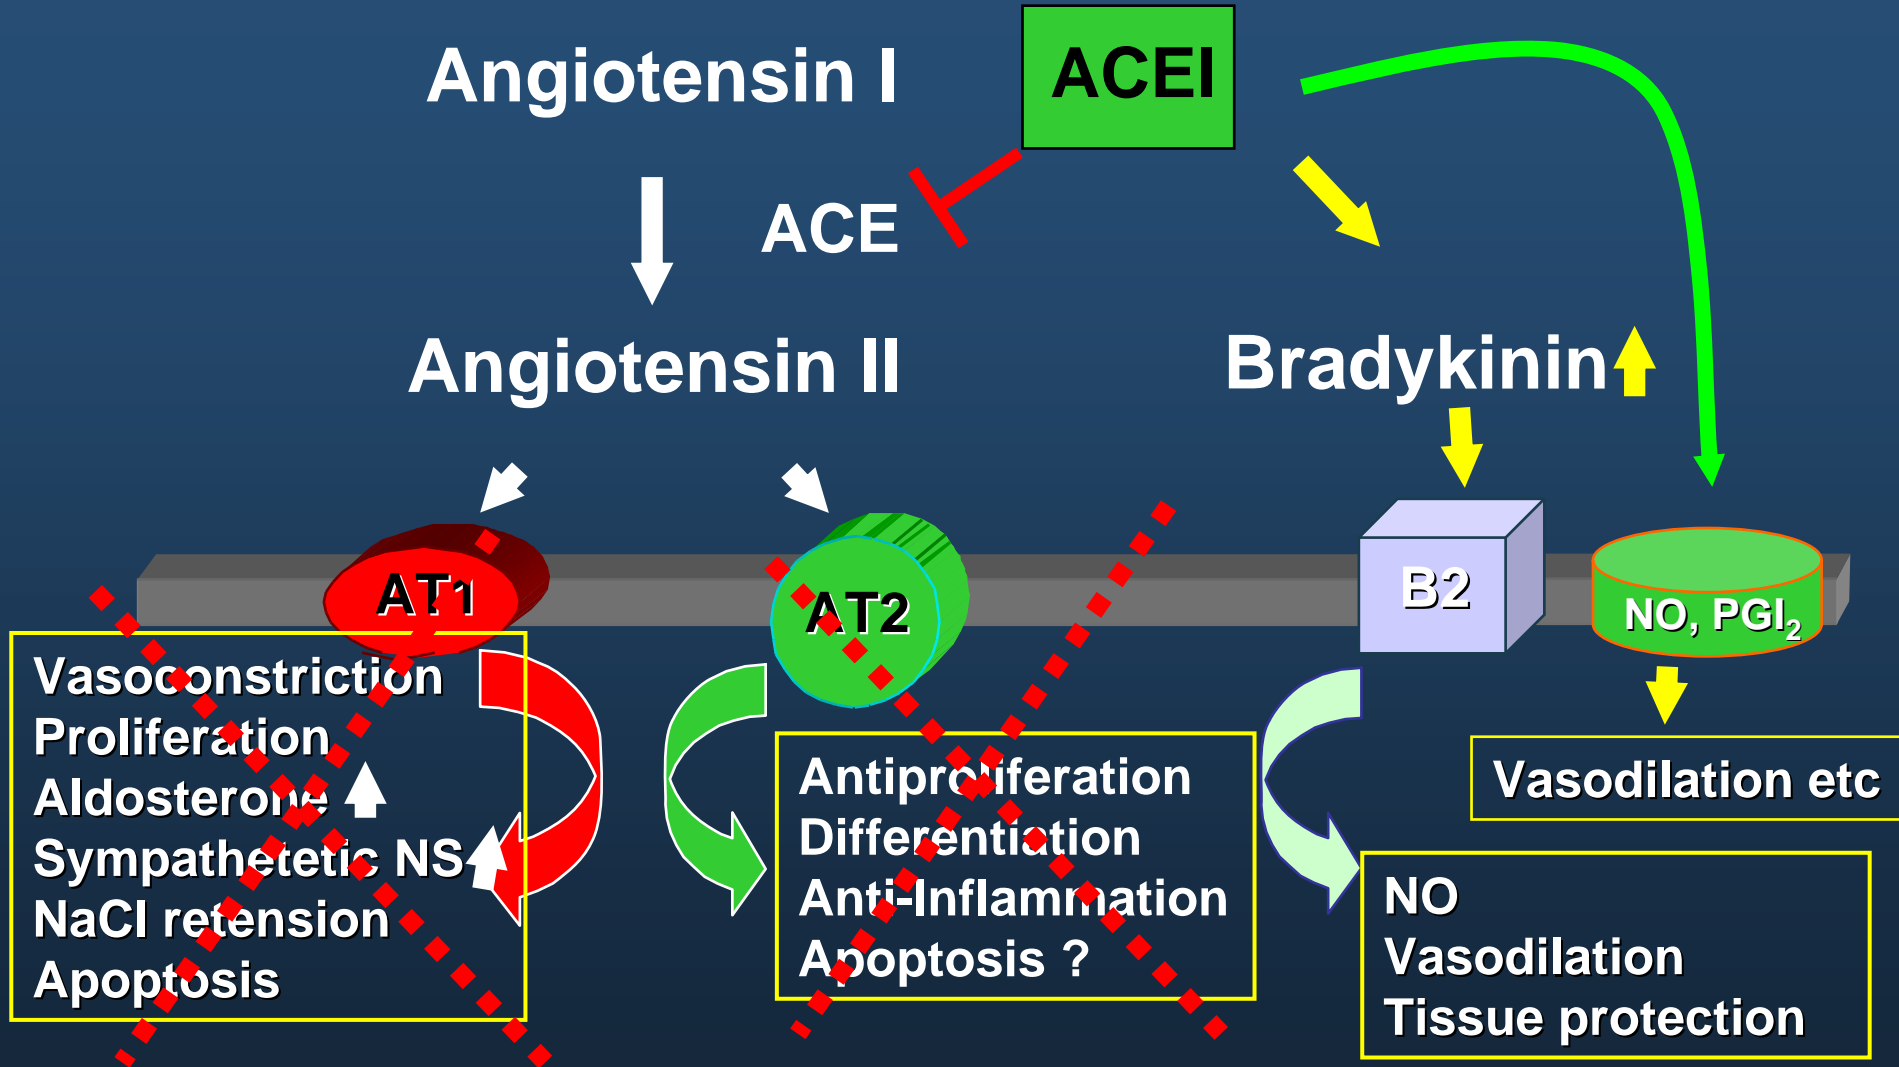 Angiotensin I
ACEI
ACE
Angiotensin II
Bradykinin
AT1
AT2
B2
NO, PGI₂
Vasoconstriction
Proliferation
Aldosterone
Sympathetetic NS
NaCl retension
Apoptosis
Antiproliferation
Differentiation
Anti-Inflammation
Apoptosis ?
Vasodilation etc
NO
Vasodilation
Tissue protection